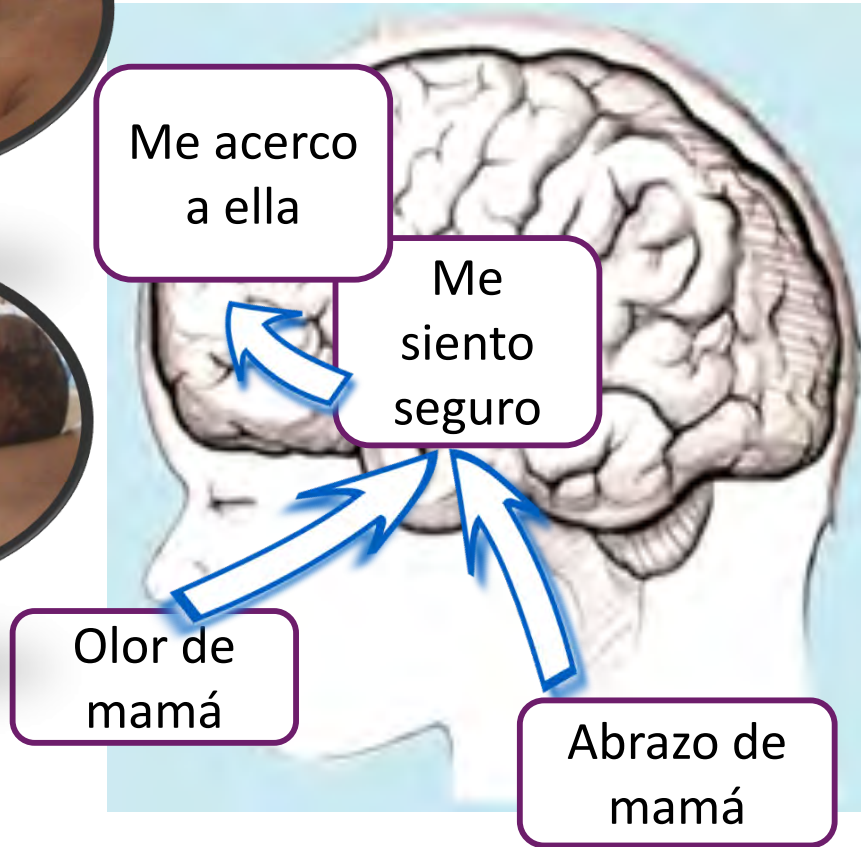 Me acerco
a ella
Me
siento
seguro
Olor de
mamá
Abrazo de
mamá